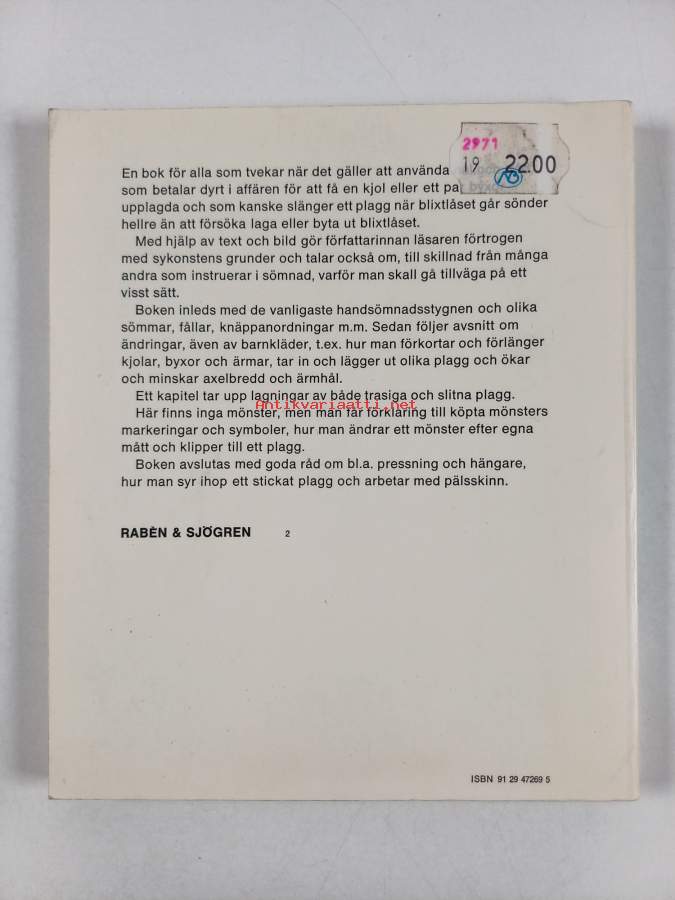 2971
19 22.00
En bok för alla som tvekar när det gäller att använda
som betalar dyrt i affären för att få en kjol eller ett
upplagda och som kanske slänger ett plagg när blixtlåset går sönder
hellre än att försöka laga eller byta ut blixtlåset.
Med hjälp av text och bild gör författarinnan läsaren förtrogen
med sykonstens grunder och talar också om, till skillnad från många
andra som instruerar i sömnad, varför man skall gå tillväga på ett
visst sätt.
Boken inleds med de vanligaste handsömnadsstygnen och olika
sömmar, fållar, knäppanordningar m.m. Sedan följer avsnitt om
ändringar, även av barnkläder, t.ex. hur man förkortar och förlänger
kjolar, byxor och ärmar, tar in och lägger ut olika plagg och ökar
och minskar axelbredd och ärmhål.
Ett kapitel tar upp lagningar av både trasiga och slitna plagg.
Antikvariaatti.net
Här finns inga mönster, men man får förklaring till köpta mönsters
markeringar och symboler, hur man ändrar ett mönster efter egna
mått och klipper till ett plagg.
Boken avslutas med goda råd om bl.a. pressning och hängare,
hur man syr ihop ett stickat plagg och arbetar med pälsskinn.
RABÈN & SJÖGREN 2
ISBN 91 29 47269 5